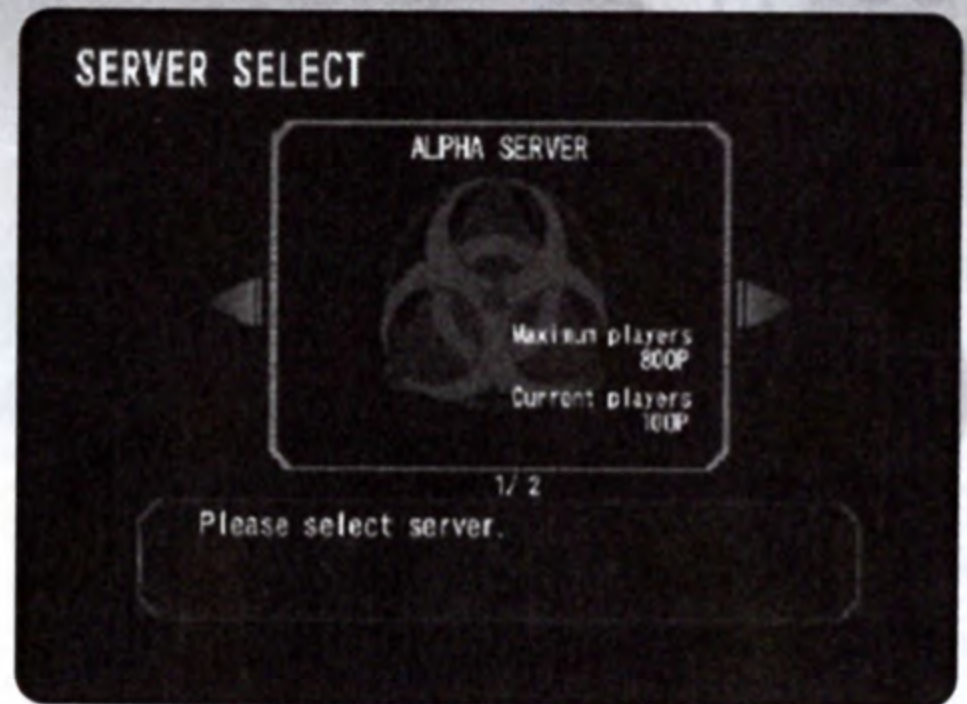 SERVER SELECT
ALPHA SERVER
Maximum players
800P
Current players
100P
1/ 2
Please select server.